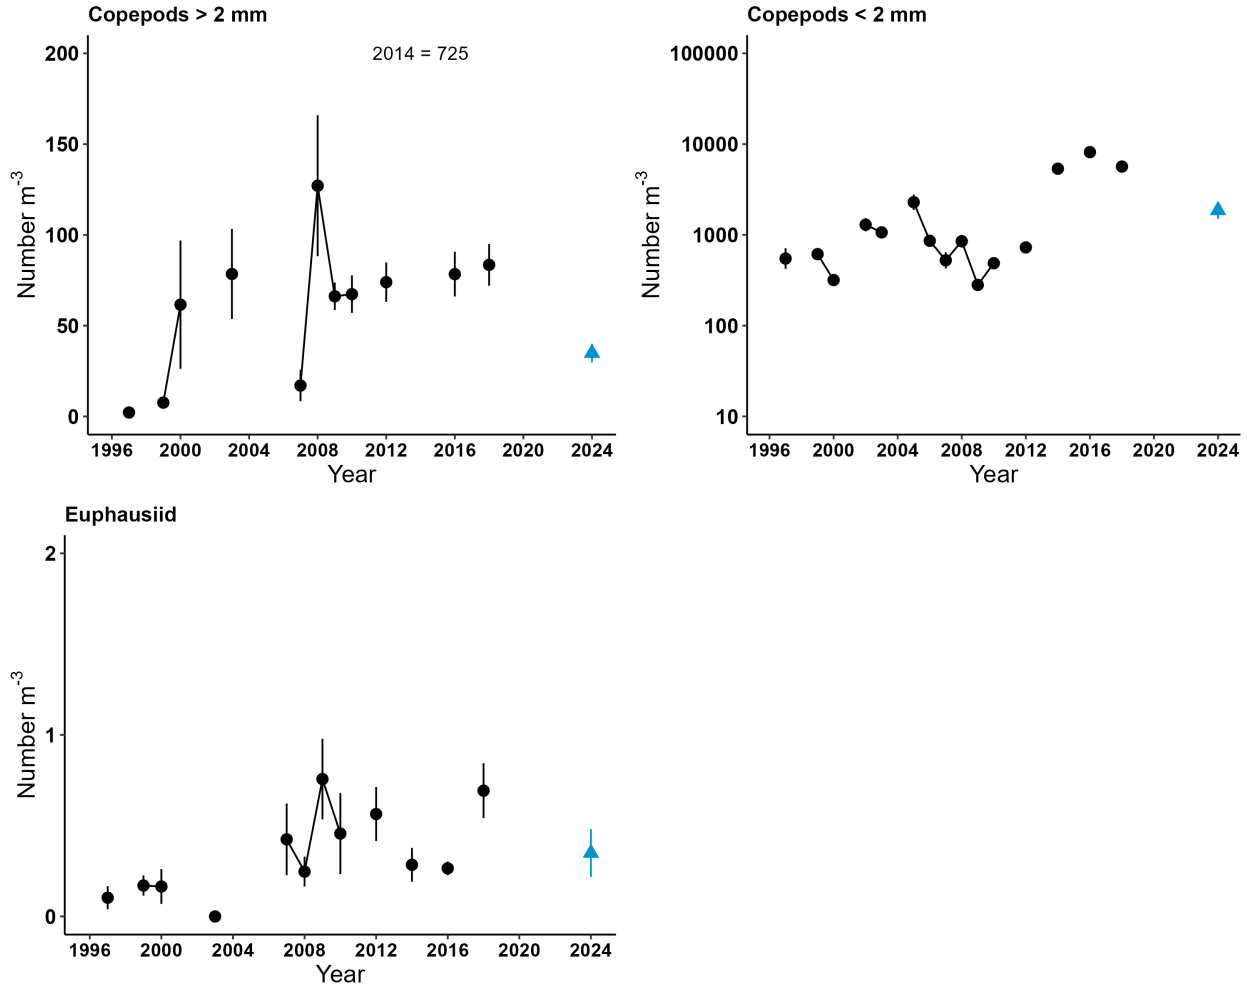 Copepods > 2 mm
200
150
100
50
0
Number m-3
2014 = 725
1996 2000 2004 2008 2012 2016 2020 2024
Year
Copepods < 2 mm
100000
10000
1000
100
10
Number m-3
1996 2000 2004 2008 2012 2016 2020 2024
Year
Euphausiid
2
1
0
Number m-3
1996 2000 2004 2008 2012 2016 2020 2024
Year